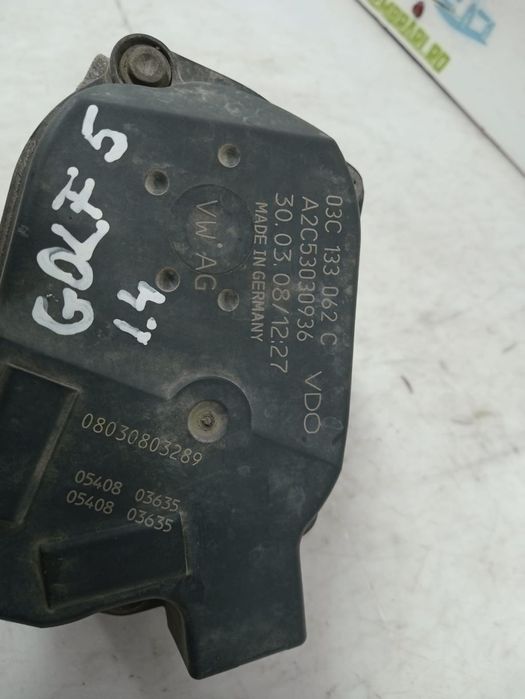 GOLF 5
1.4
03C 133 062 C
A2C53030936
30.03.08/12:27
MADE IN GERMANY
VW AG
VDO
08030803289
05408 03635
05408 03635